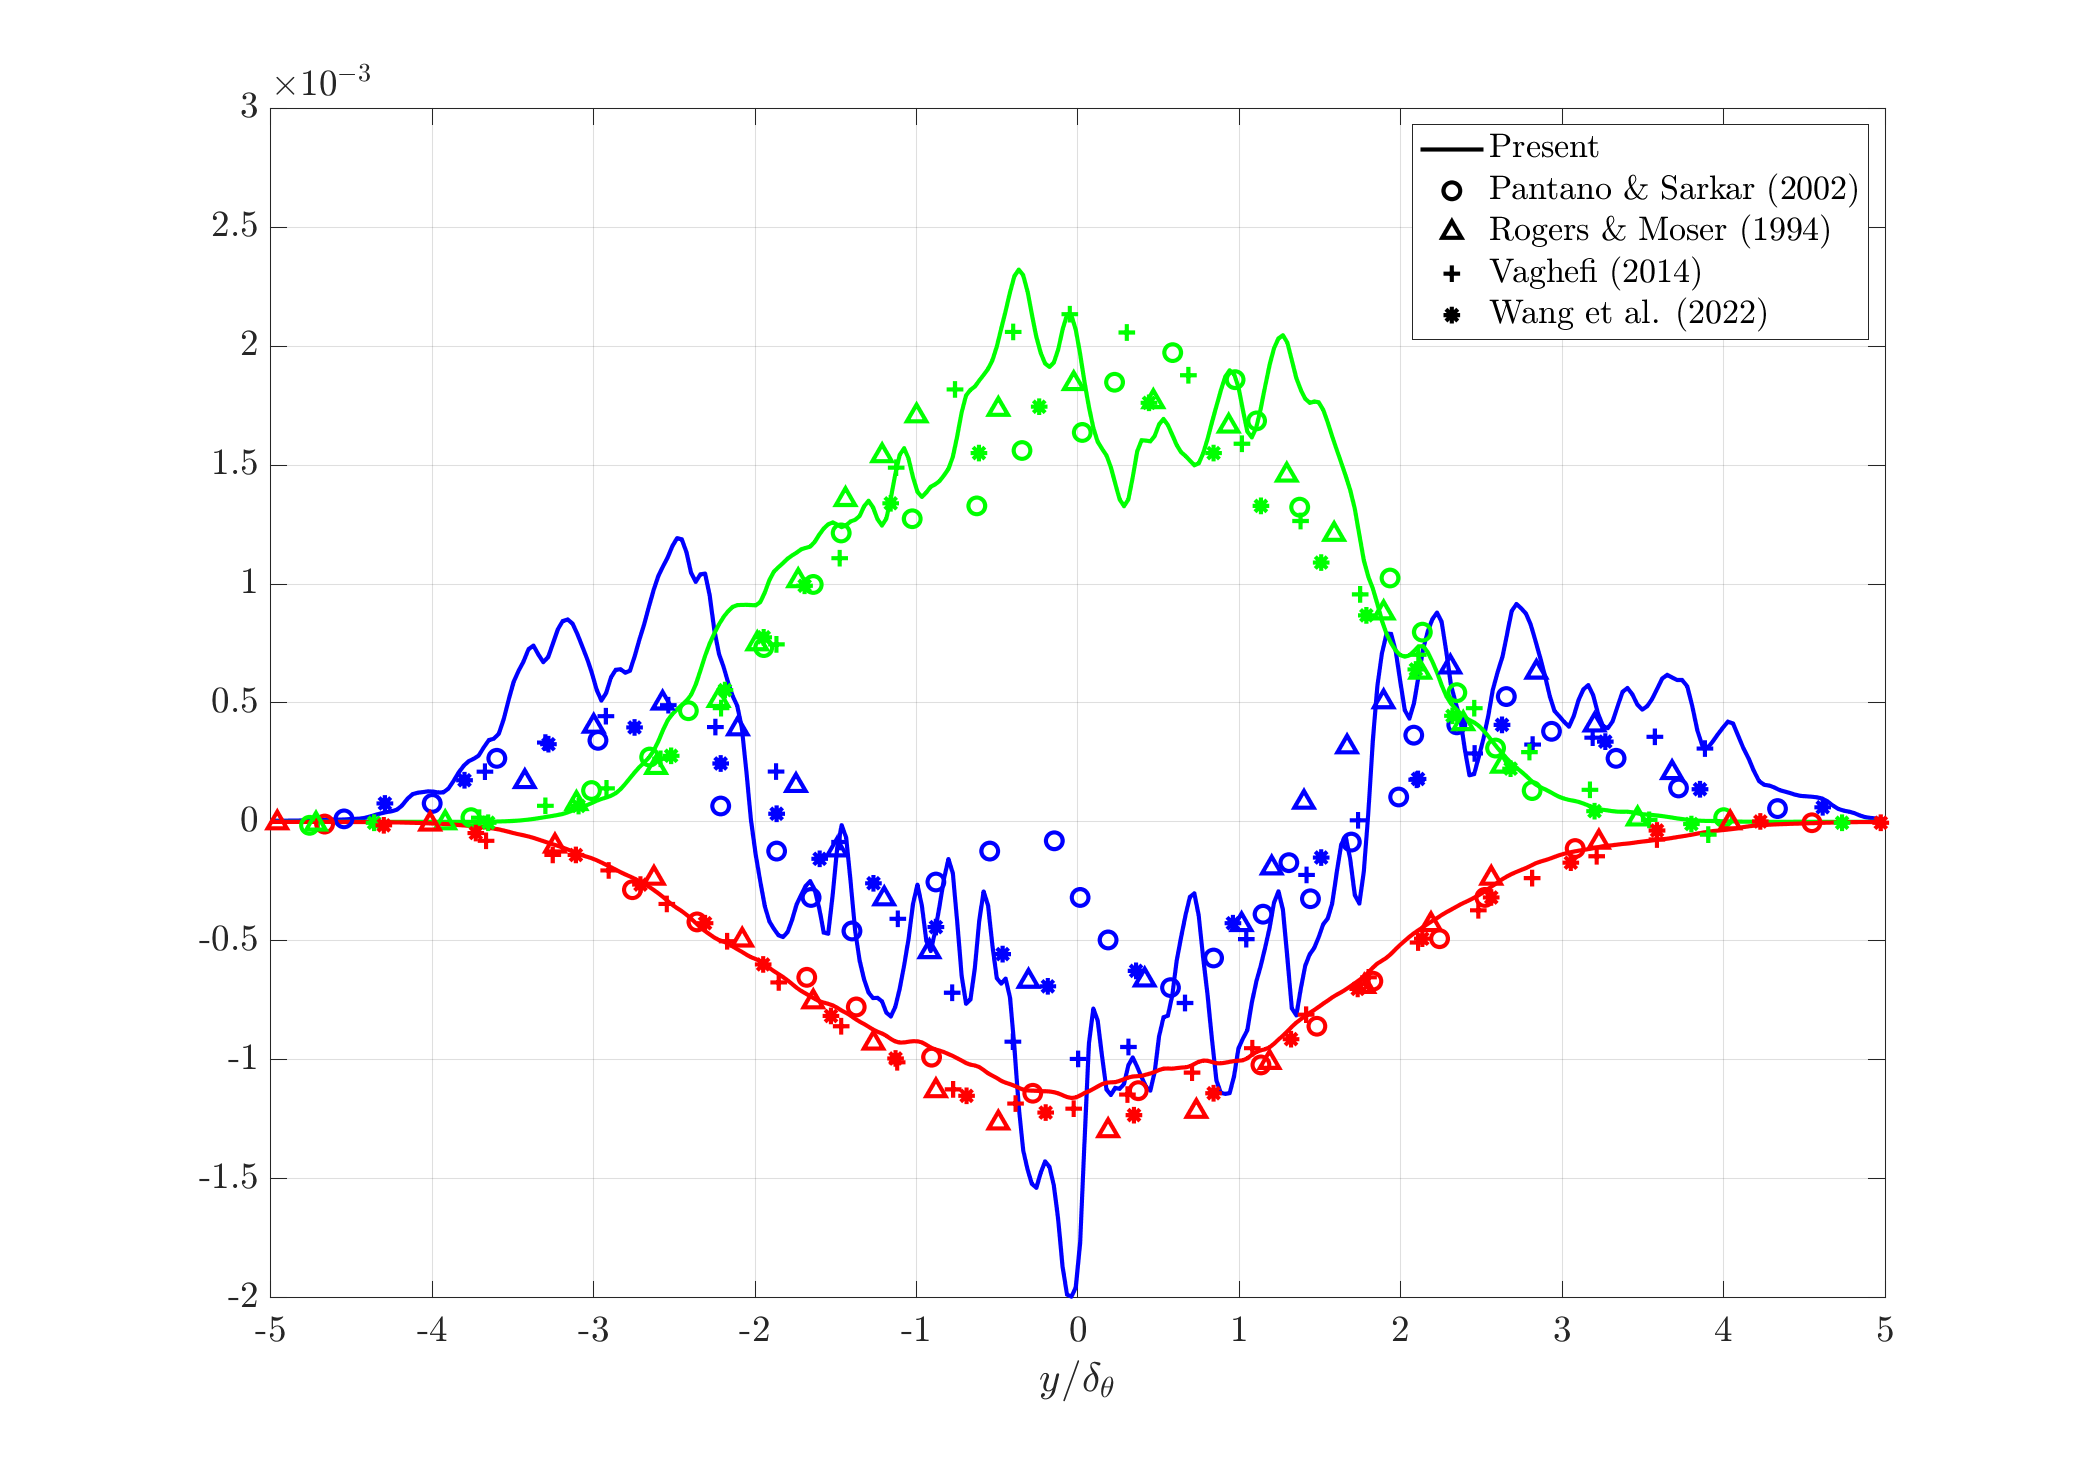 ×10⁻³
3
2.5
2
1.5
1
0.5
0
-0.5
-1
-1.5
-2
-5 -4 -3 -2 -1 0 1 2 3 4 5
y/δ_θ
Present
Pantano & Sarkar (2002)
Rogers & Moser (1994)
Vaghefi (2014)
Wang et al. (2022)